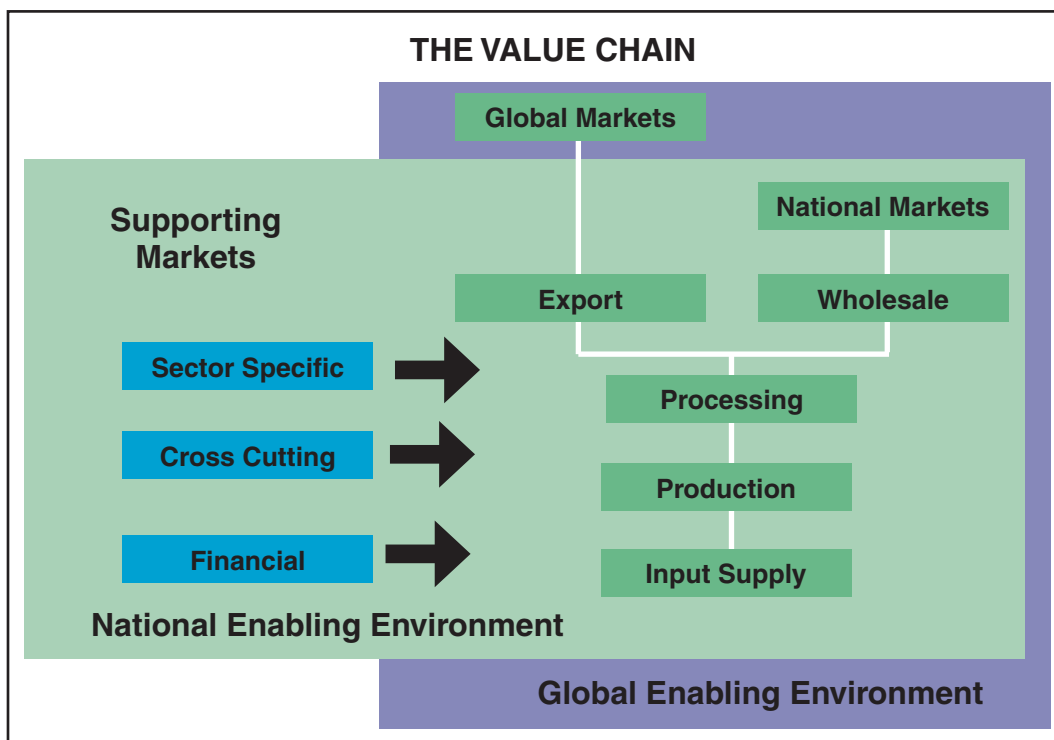 THE VALUE CHAIN
Global Markets
National Markets
Supporting
Markets
Export
Wholesale
Sector Specific
Processing
Cross Cutting
Production
Financial
Input Supply
National Enabling Environment
Global Enabling Environment